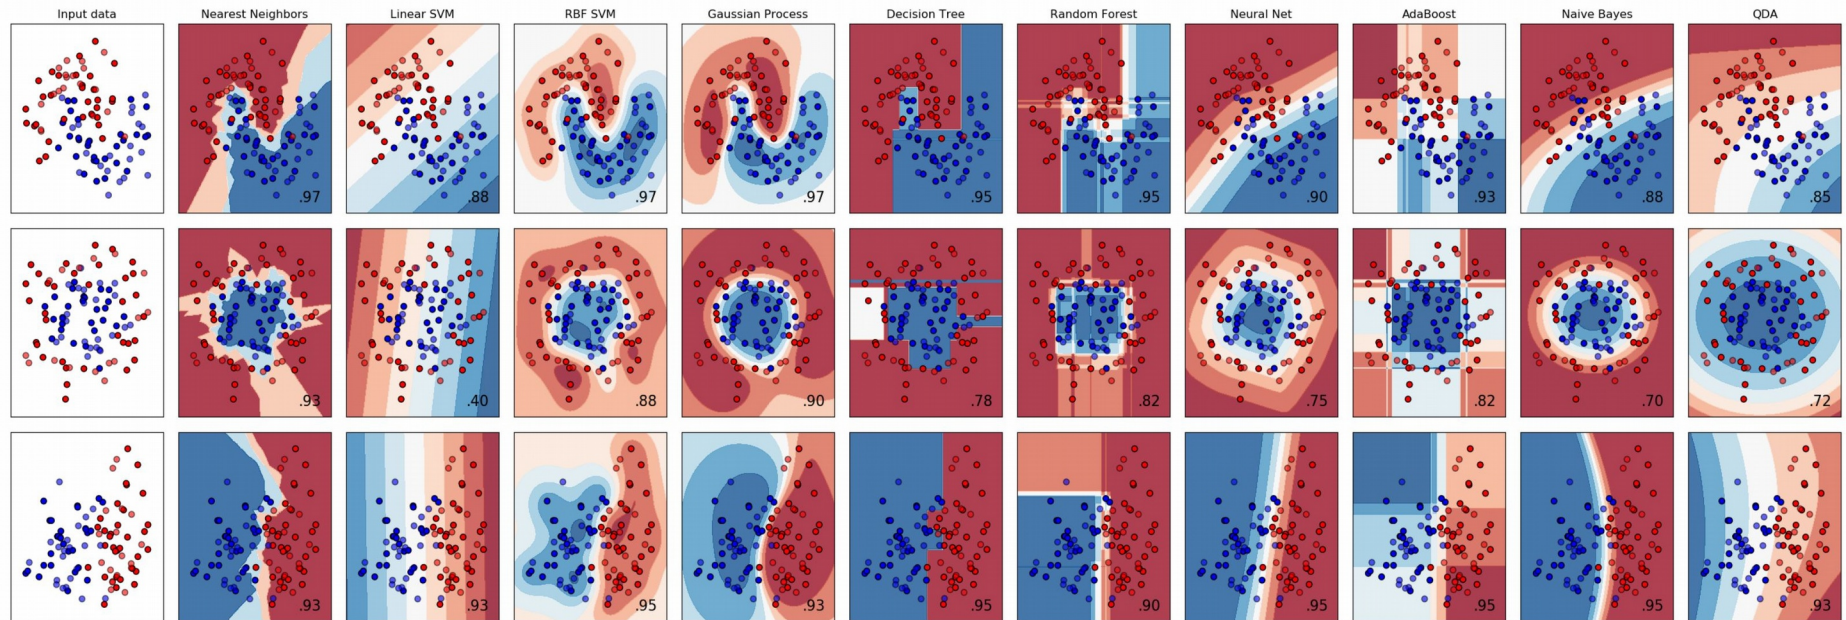 Input data
Nearest Neighbors
Linear SVM
RBF SVM
Gaussian Process
Decision Tree
Random Forest
Neural Net
AdaBoost
Naive Bayes
QDA
.97
.88
.97
.97
.95
.95
.90
.93
.88
.85
.93
.40
.88
.90
.78
.82
.75
.82
.70
.72
.93
.93
.95
.93
.95
.90
.95
.95
.95
.93